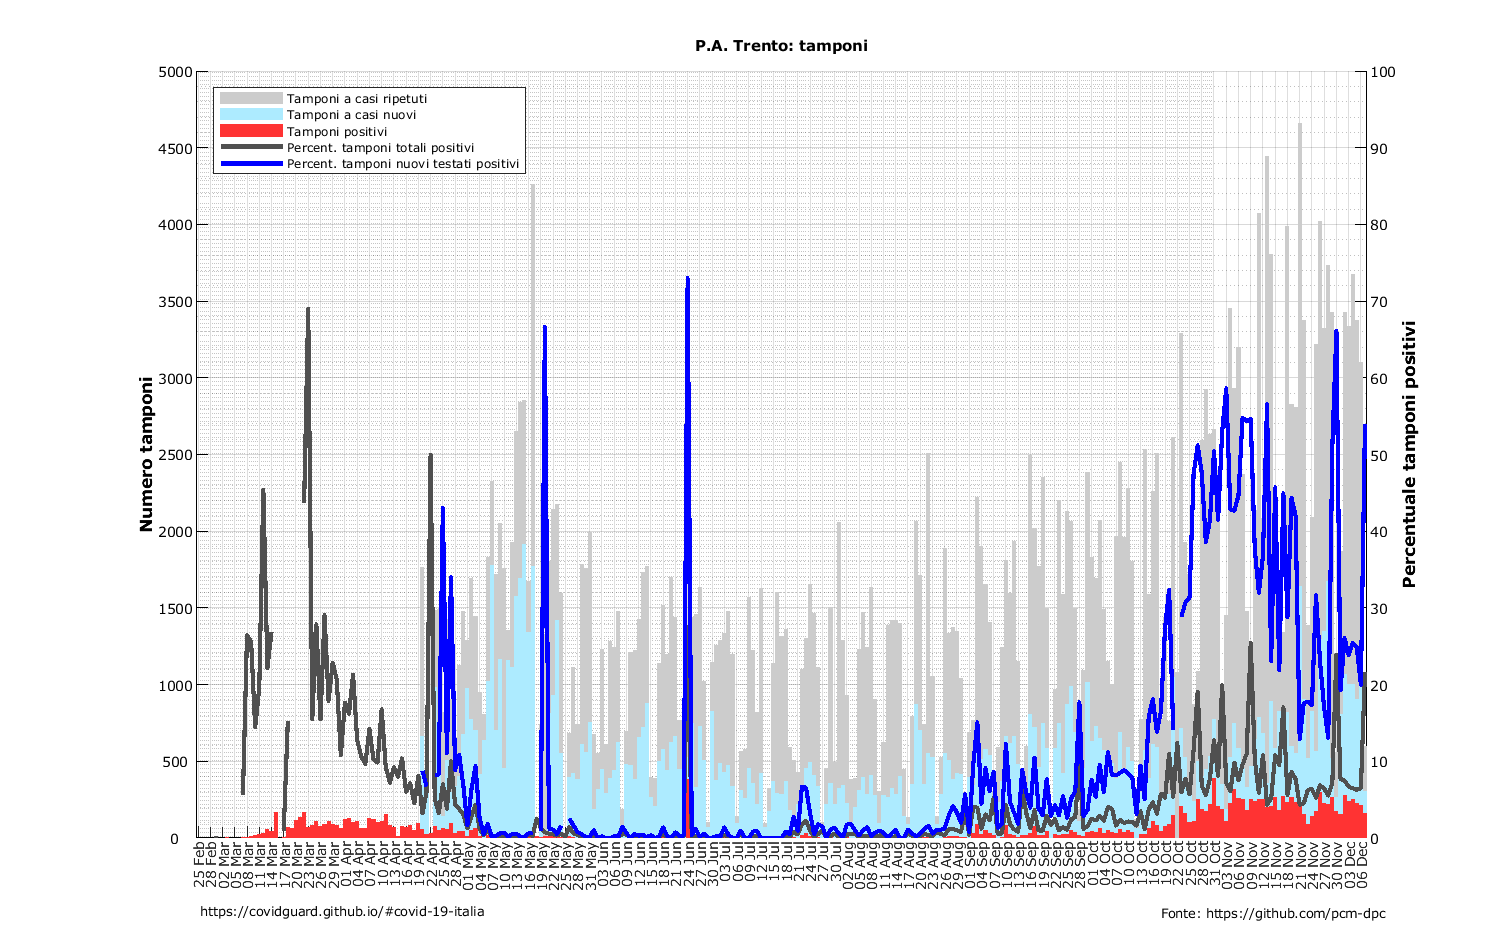 P.A. Trento: tamponi
Tamponi a casi ripetuti
Tamponi a casi nuovi
Tamponi positivi
Percent. tamponi totali positivi
Percent. tamponi nuovi testati positivi
Numero tamponi
5000
4500
4000
3500
3000
2500
2000
1500
1000
500
0
100
90
80
70
60
50
40
30
20
10
0
Percentuale tamponi positivi
25 Feb
28 Feb
02 Mar
05 Mar
08 Mar
11 Mar
14 Mar
17 Mar
20 Mar
23 Mar
26 Mar
29 Mar
01 Apr
04 Apr
07 Apr
10 Apr
13 Apr
16 Apr
19 Apr
22 Apr
25 Apr
28 Apr
01 May
04 May
07 May
10 May
13 May
16 May
19 May
22 May
25 May
28 May
31 May
03 Jun
06 Jun
09 Jun
12 Jun
15 Jun
18 Jun
21 Jun
24 Jun
27 Jun
30 Jun
03 Jul
06 Jul
09 Jul
12 Jul
15 Jul
18 Jul
21 Jul
24 Jul
27 Jul
30 Jul
02 Aug
05 Aug
08 Aug
11 Aug
14 Aug
17 Aug
20 Aug
23 Aug
26 Aug
29 Aug
01 Sep
04 Sep
07 Sep
10 Sep
13 Sep
16 Sep
19 Sep
22 Sep
25 Sep
28 Sep
01 Oct
04 Oct
07 Oct
10 Oct
13 Oct
16 Oct
19 Oct
22 Oct
25 Oct
28 Oct
31 Oct
03 Nov
06 Nov
09 Nov
12 Nov
15 Nov
18 Nov
21 Nov
24 Nov
27 Nov
30 Nov
03 Dec
06 Dec
https://covidguard.github.io/#covid-19-italia
Fonte: https://github.com/pcm-dpc